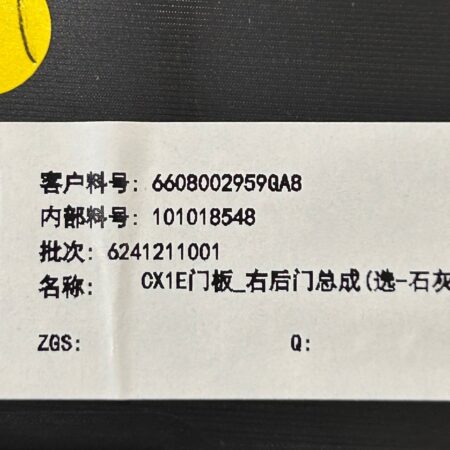 客户料号: 6608002959QA8
内部料号: 101018548
批次: 6241211001
名称: CX1E门板_右后门总成(选-石灰
ZGS: Q: